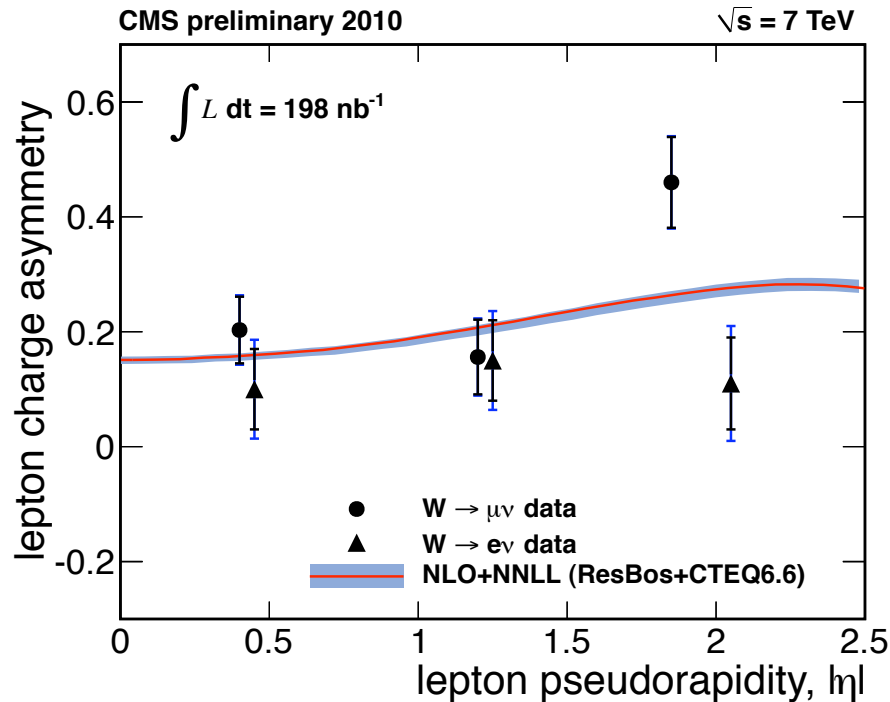 CMS preliminary 2010
√s = 7 TeV
∫ L dt = 198 nb⁻¹
lepton charge asymmetry
0.6
0.4
0.2
0
-0.2
W → μν data
W → eν data
NLO+NNLL (ResBos+CTEQ6.6)
0 0.5 1 1.5 2 2.5
lepton pseudorapidity, |η|